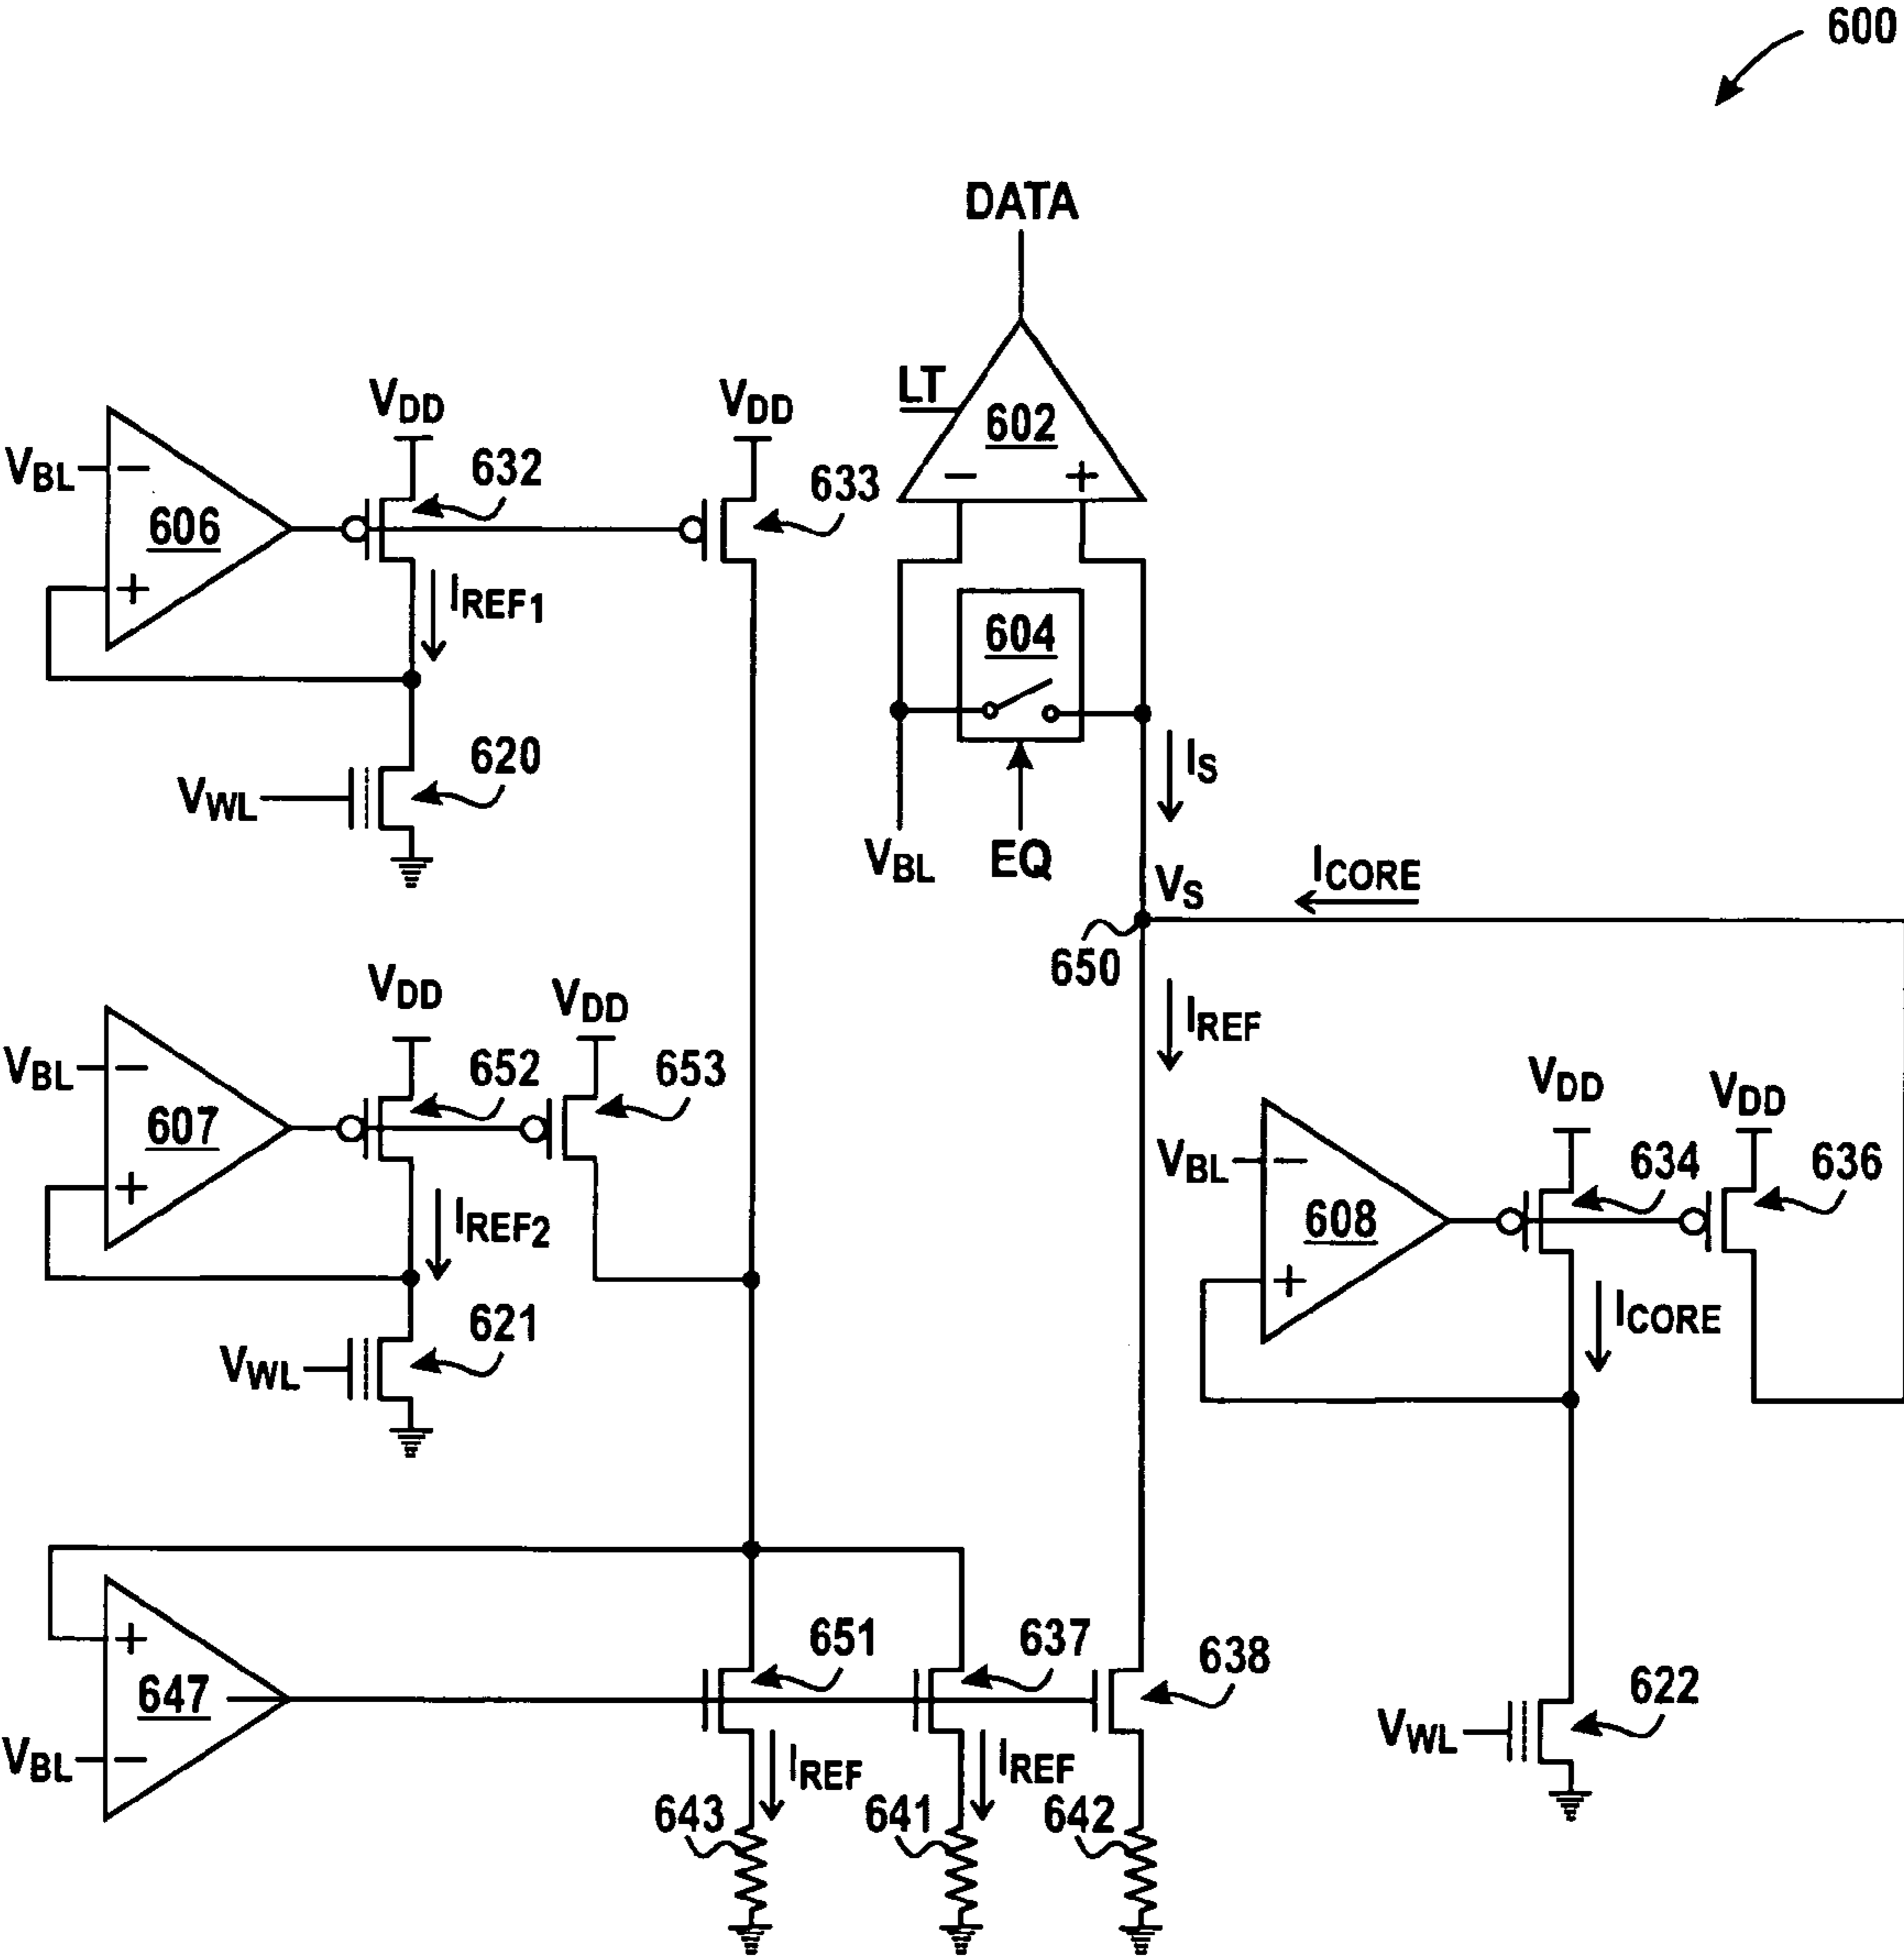 600
DATA
LT
602
− +
VDD
VDD
VBL −
606
+
632
633
IREF1
604
620
VWL
IS
VBL
EQ
VS
ICORE
650
VDD
VDD
IREF
VBL −
607
+
652
653
IREF2
VDD
VDD
VBL −
608
+
634
636
ICORE
621
VWL
+
647
VBL −
651
637
638
622
VWL
IREF
IREF
643
641
642